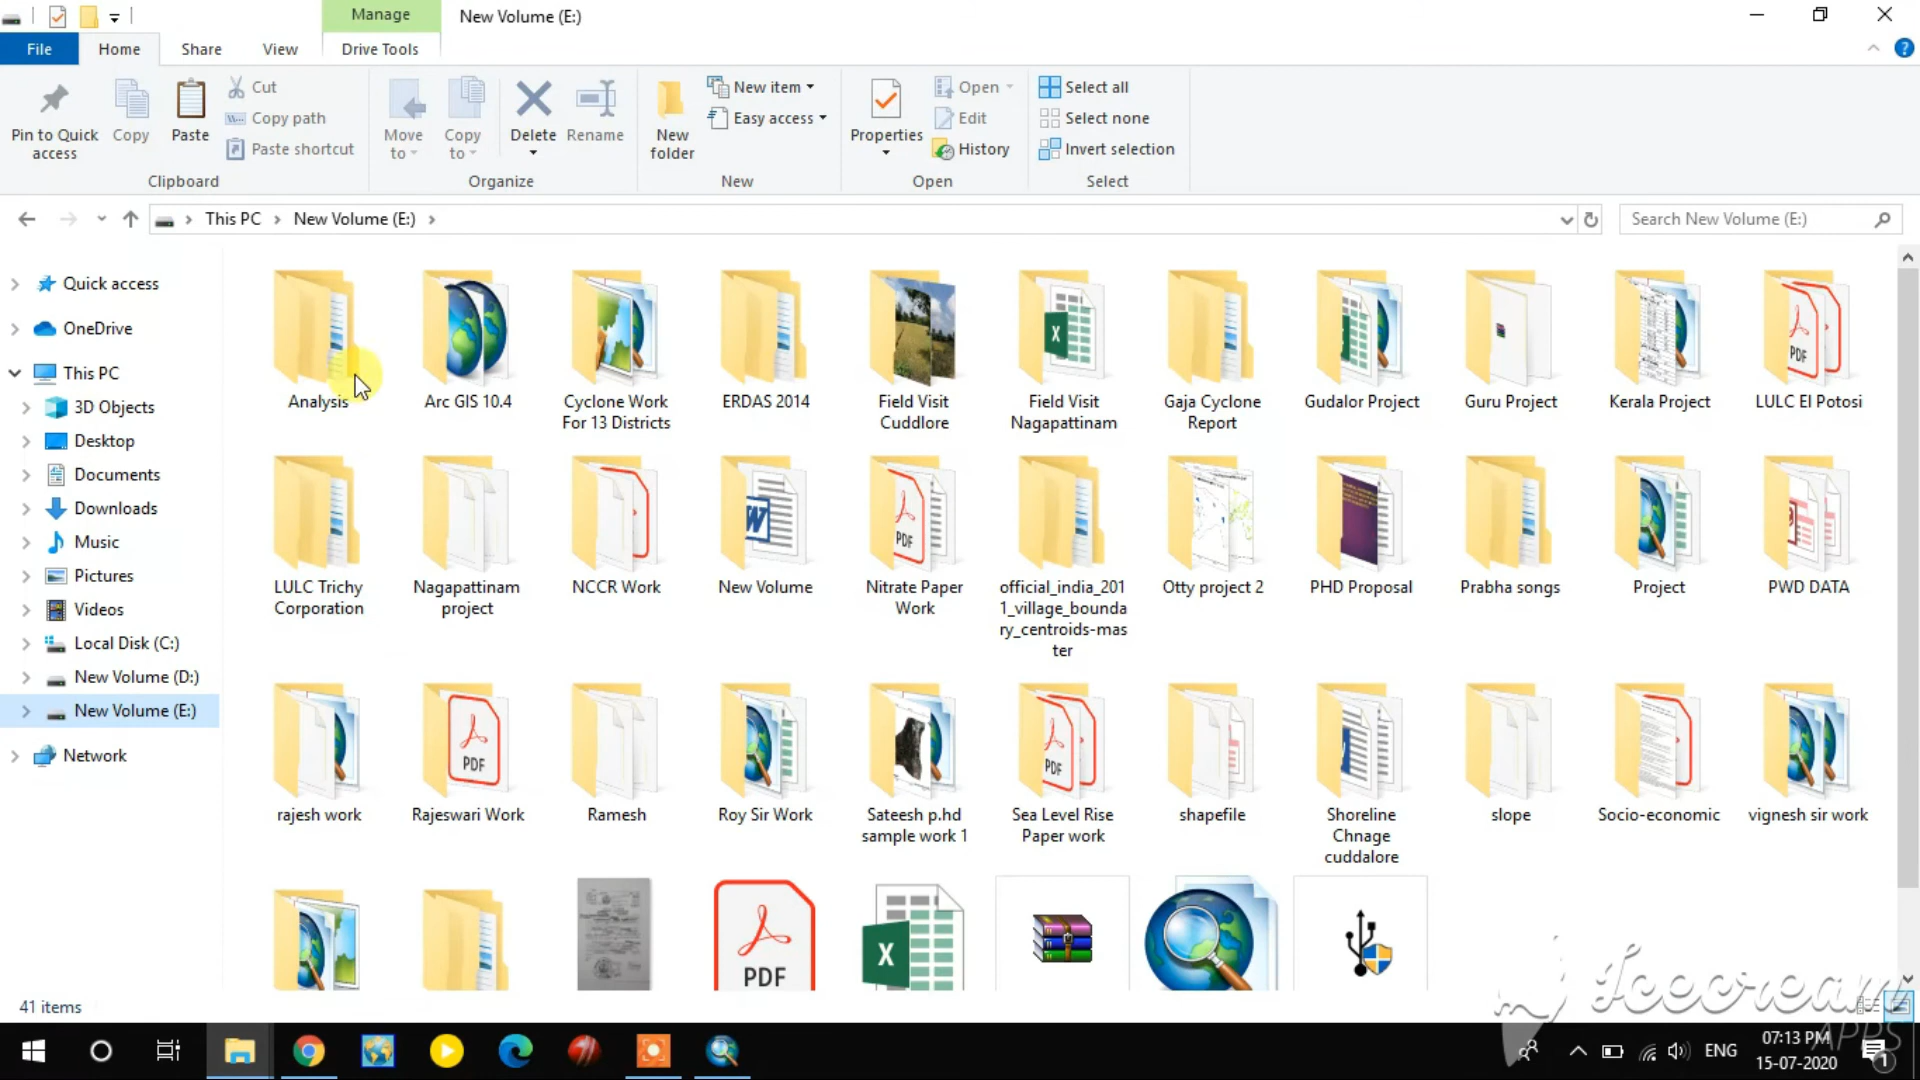 Manage
New Volume (E:)
File
Home
Share
View
Drive Tools
Pin to Quick
access
Copy
Paste
Cut
Copy path
Paste shortcut
Clipboard
Move
to
Copy
to
Delete
Rename
Organize
New
folder
New item
Easy access
New
Properties
Open
Edit
History
Open
Select all
Select none
Invert selection
Select
This PC
New Volume (E:)
Search New Volume (E:)
Quick access
OneDrive
This PC
3D Objects
Desktop
Documents
Downloads
Music
Pictures
Videos
Local Disk (C:)
New Volume (D:)
New Volume (E:)
Network
Analysis
Arc GIS 10.4
Cyclone Work
For 13 Districts
ERDAS 2014
Field Visit
Cuddlore
Field Visit
Nagapattinam
Gaja Cyclone
Report
Gudalor Project
Guru Project
Kerala Project
LULC El Potosi
LULC Trichy
Corporation
Nagapattinam
project
NCCR Work
New Volume
Nitrate Paper
Work
official_india_201
1_village_bounda
ry_centroids-mas
ter
Otty project 2
PHD Proposal
Prabha songs
Project
PWD DATA
rajesh work
Rajeswari Work
Ramesh
Roy Sir Work
Sateesh p.hd
sample work 1
Sea Level Rise
Paper work
shapefile
Shoreline
Chnage
cuddalore
slope
Socio-economic
vignesh sir work
PDF
41 items
Icecream
APPS
ENG
07:13 PM
15-07-2020
1